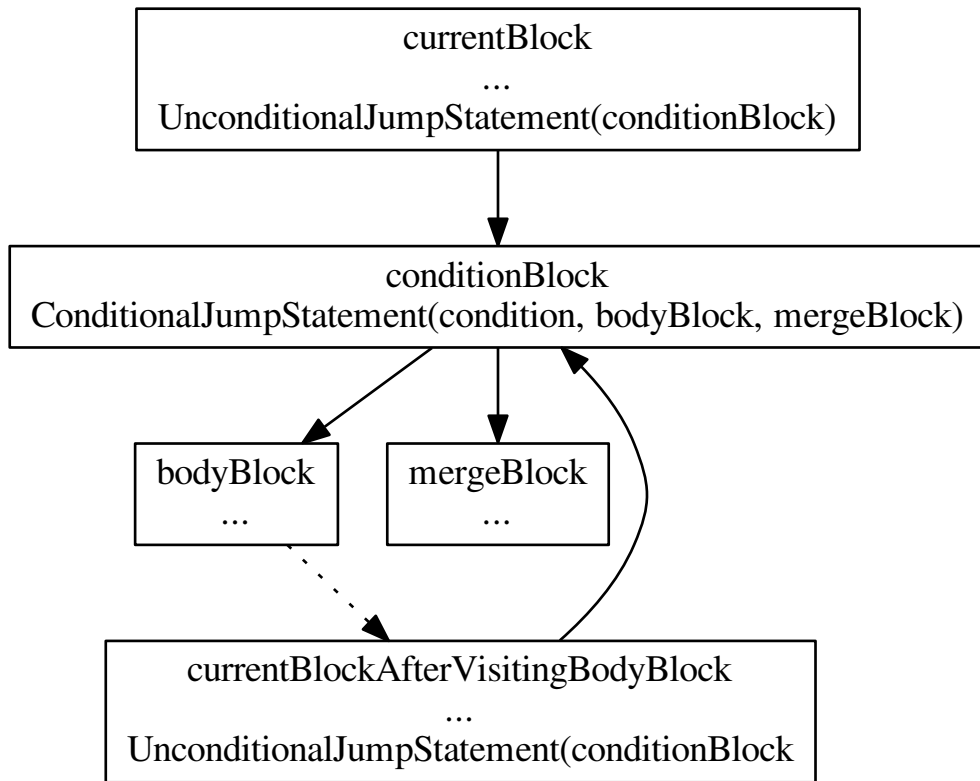 currentBlock
...
UnconditionalJumpStatement(conditionBlock)
conditionBlock
ConditionalJumpStatement(condition, bodyBlock, mergeBlock)
bodyBlock
...
mergeBlock
...
currentBlockAfterVisitingBodyBlock
...
UnconditionalJumpStatement(conditionBlock